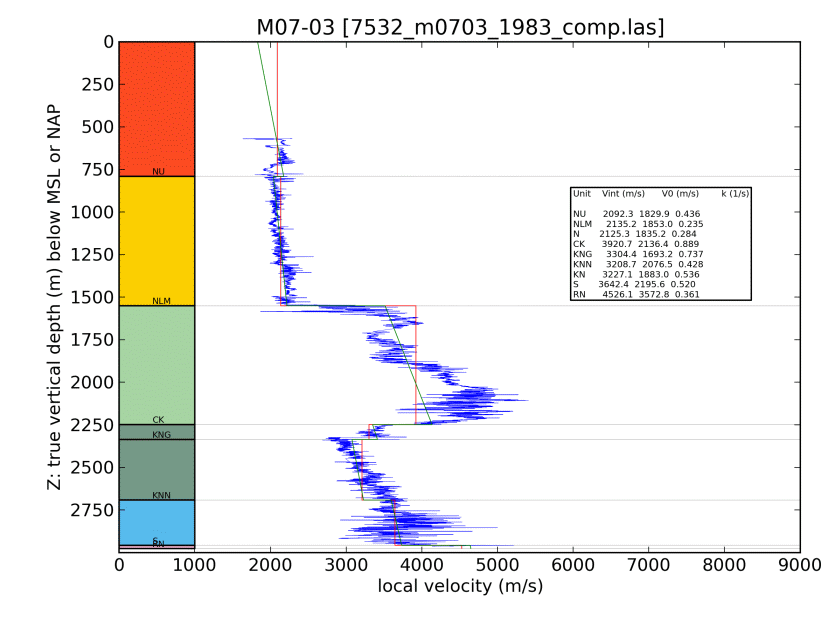 M07-03 [7532_m0703_1983_comp.las]
Z: true vertical depth (m) below MSL or NAP
0
250
500
750
1000
1250
1500
1750
2000
2250
2500
2750
NU
NLM
CK
KNG
KNN
S
RN
Unit Vint (m/s) V0 (m/s) k (1/s)
NU 2092.3 1829.9 0.436
NLM 2135.2 1853.0 0.235
N 2125.3 1835.2 0.284
CK 3920.7 2136.4 0.889
KNG 3304.4 1693.2 0.737
KNN 3208.7 2076.5 0.428
KN 3227.1 1883.0 0.536
S 3642.4 2195.6 0.520
RN 4526.1 3572.8 0.361
0 1000 2000 3000 4000 5000 6000 7000 8000 9000
local velocity (m/s)